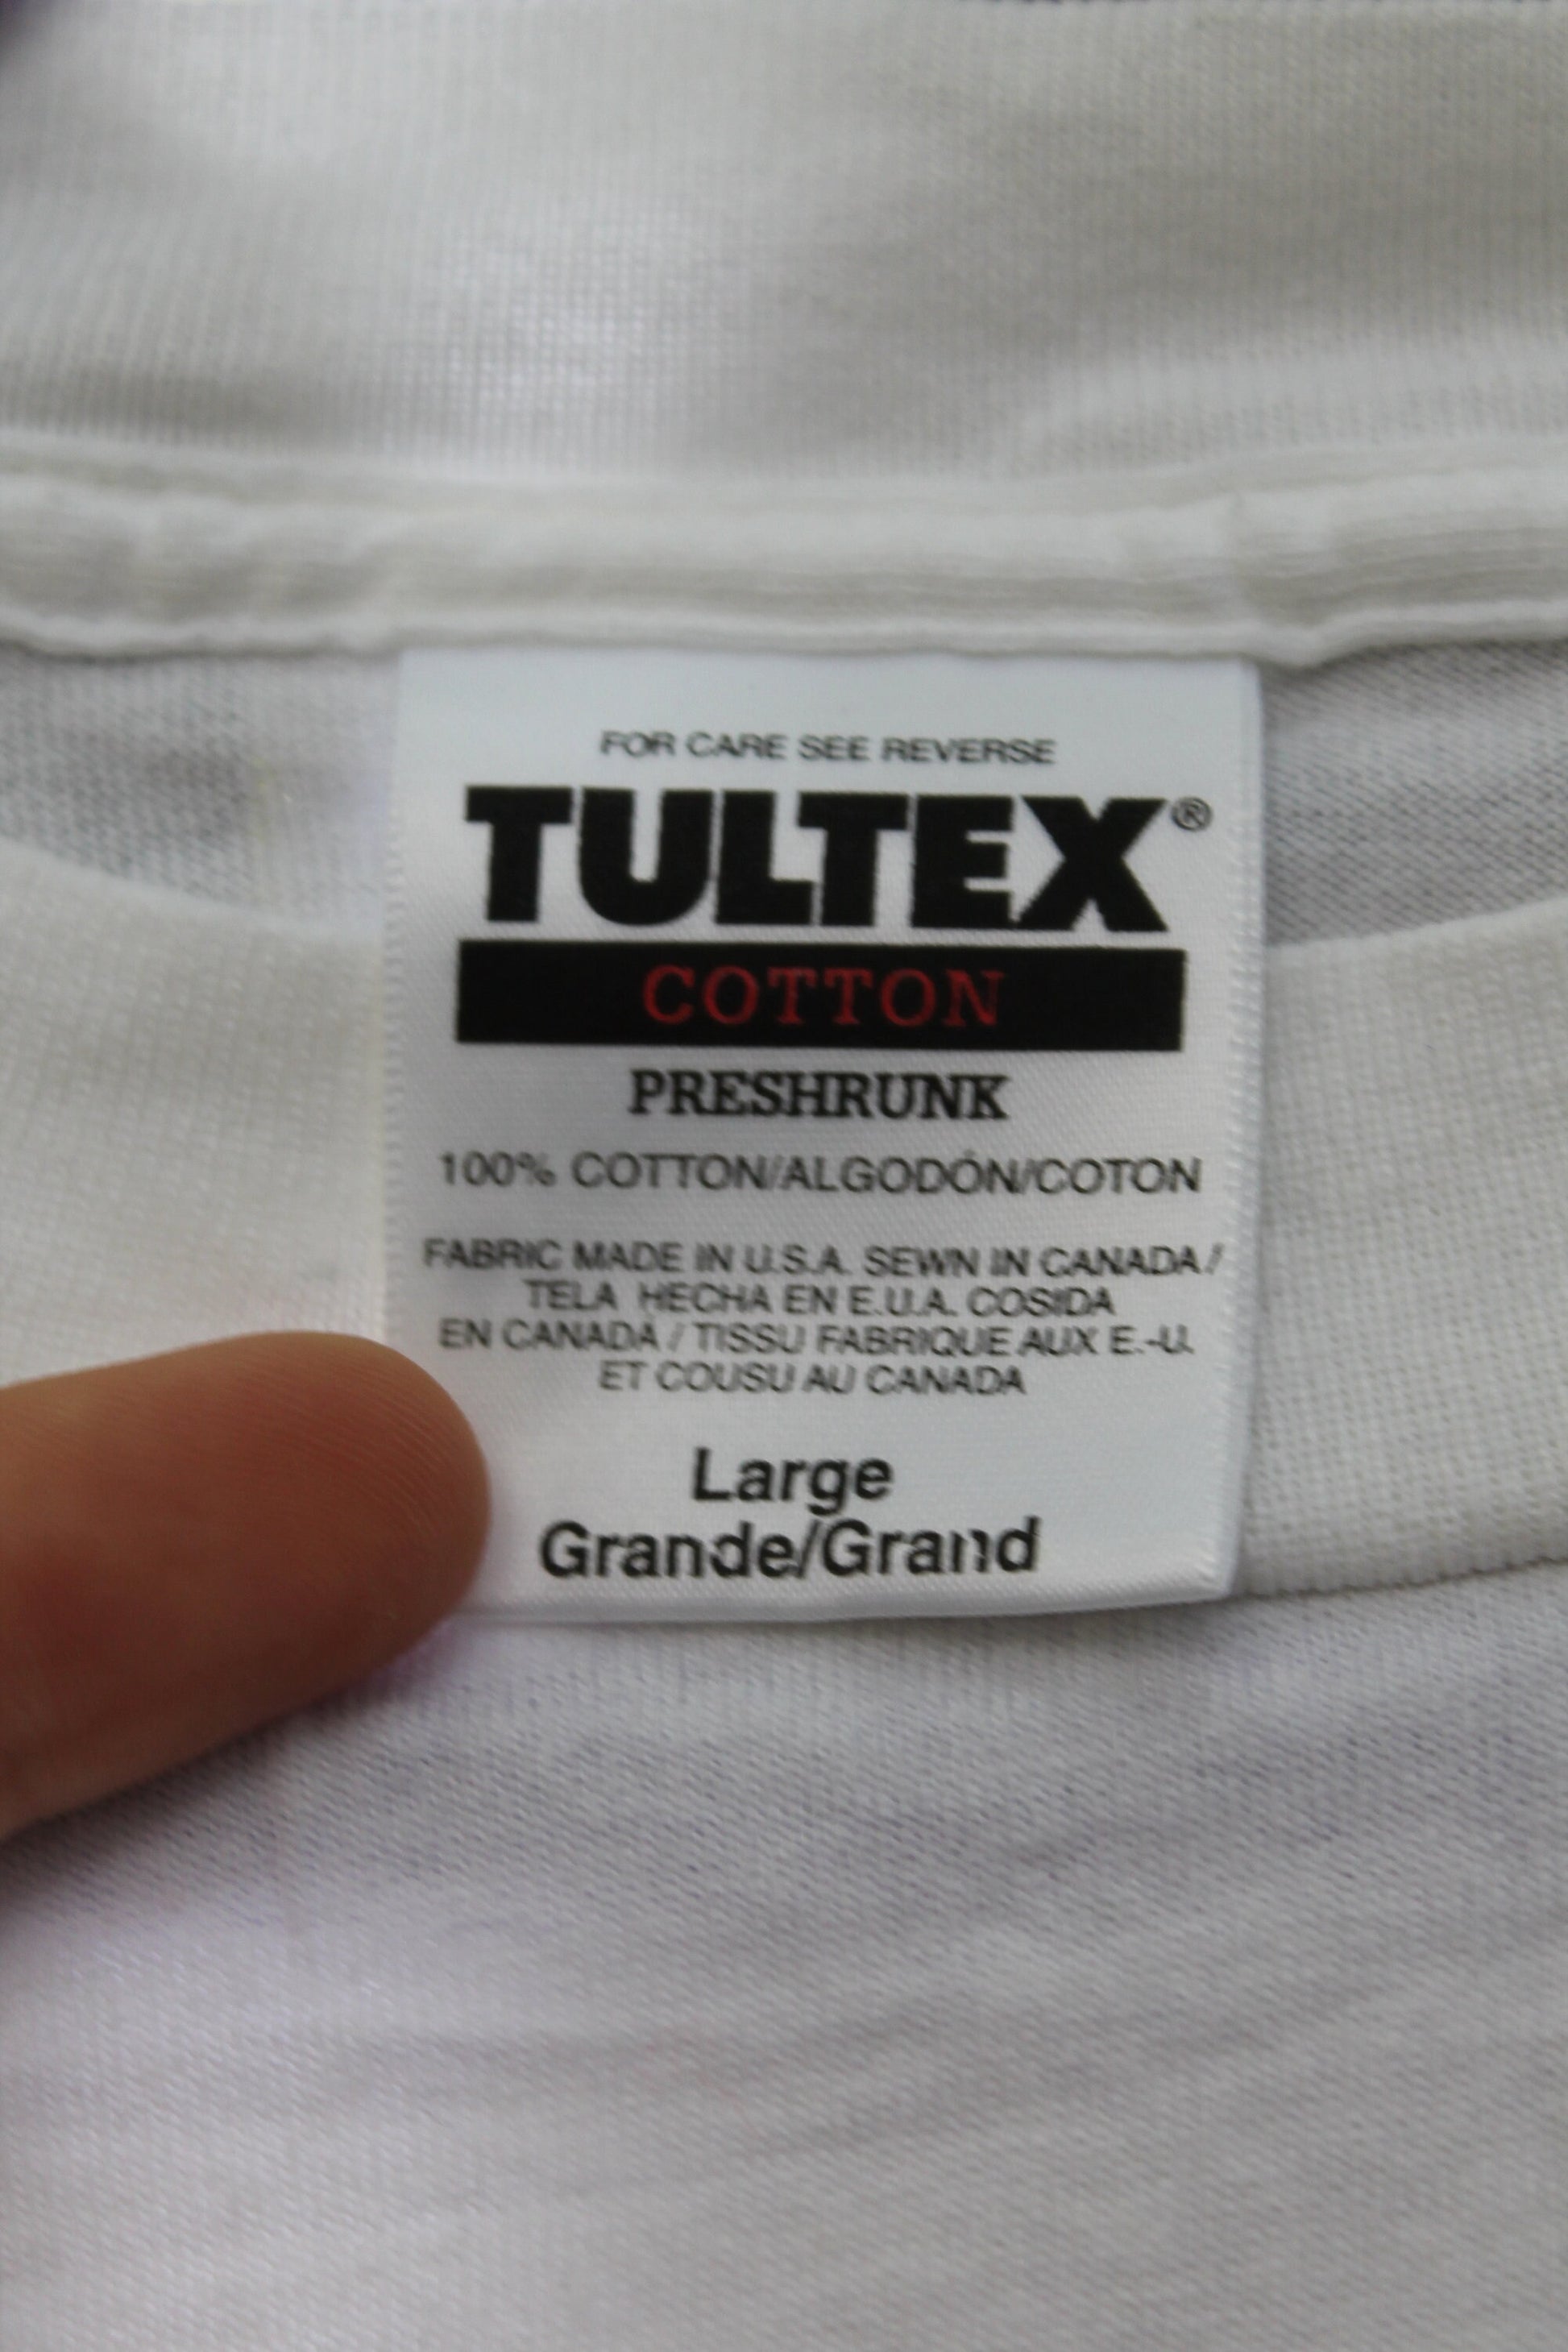 FOR CARE SEE REVERSE
TULTEX®
COTTON
PRESHRUNK
100% COTTON/ALGODÓN/COTON
FABRIC MADE IN U.S.A. SEWN IN CANADA /
TELA HECHA EN E.U.A. COSIDA
EN CANADA / TISSU FABRIQUE AUX E.-U.
ET COUSU AU CANADA
Large
Grande/Grand